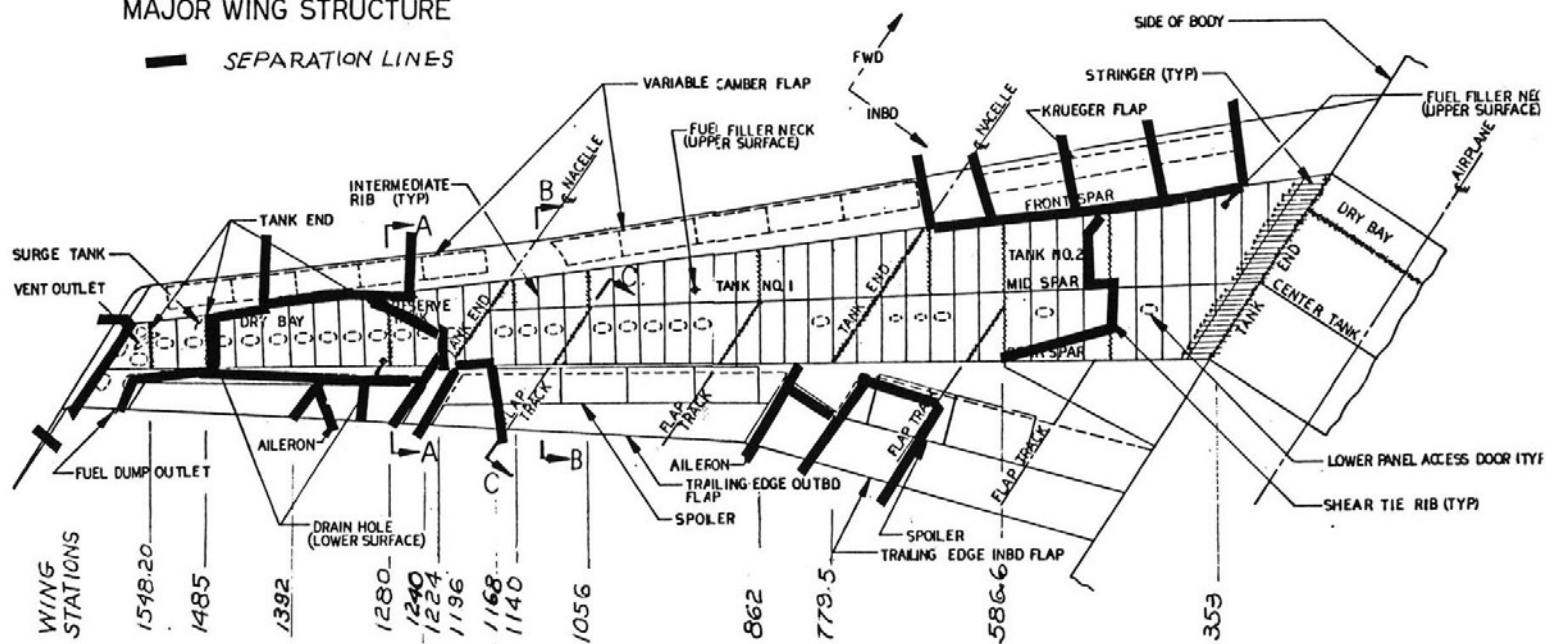 MAJOR WING STRUCTURE
SEPARATION LINES
SIDE OF BODY
FWD
INBD
VARIABLE CAMBER FLAP
STRINGER (TYP)
FUEL FILLER NEC
(UPPER SURFACE)
KRUEGER FLAP
℄ NACELLE
℄ NACELLE
℄ AIRPLANE
FUEL FILLER NECK
(UPPER SURFACE)
INTERMEDIATE
RIB (TYP)
B
A
TANK END
SURGE TANK
VENT OUTLET
FRONT SPAR
DRY BAY
TANK NO.2
MID SPAR
TANK NO.1
C
DRY BAY
TANK END
TANK END
TANK END
CENTER TANK
SPAR
FLAP
TRACK
FLAP
TRACK
FLAP TRACK
FLAP TRACK
AILERON
A
C
B
FUEL DUMP OUTLET
AILERON
TRAILING EDGE OUTBD
FLAP
SPOILER
LOWER PANEL ACCESS DOOR (TYP
SHEAR TIE RIB (TYP)
DRAIN HOLE
(LOWER SURFACE)
SPOILER
TRAILING EDGE INBD FLAP
WING
STATIONS
1548.20
1485
1392
1280
1240
1224
1196
1168
1140
1056
862
779.5
586.6
353